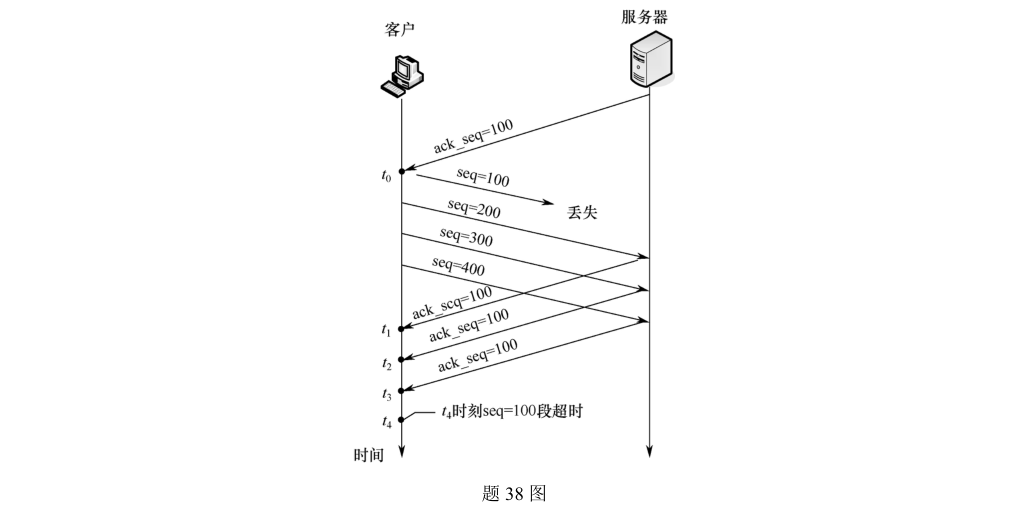 服务器
客户
ack_seq=100
t0
seq=100
丢失
seq=200
seq=300
seq=400
ack_scq=100
t1
ack_seq=100
t2
ack_seq=100
t3
t4时刻seq=100段超时
t4
时间
题 38 图